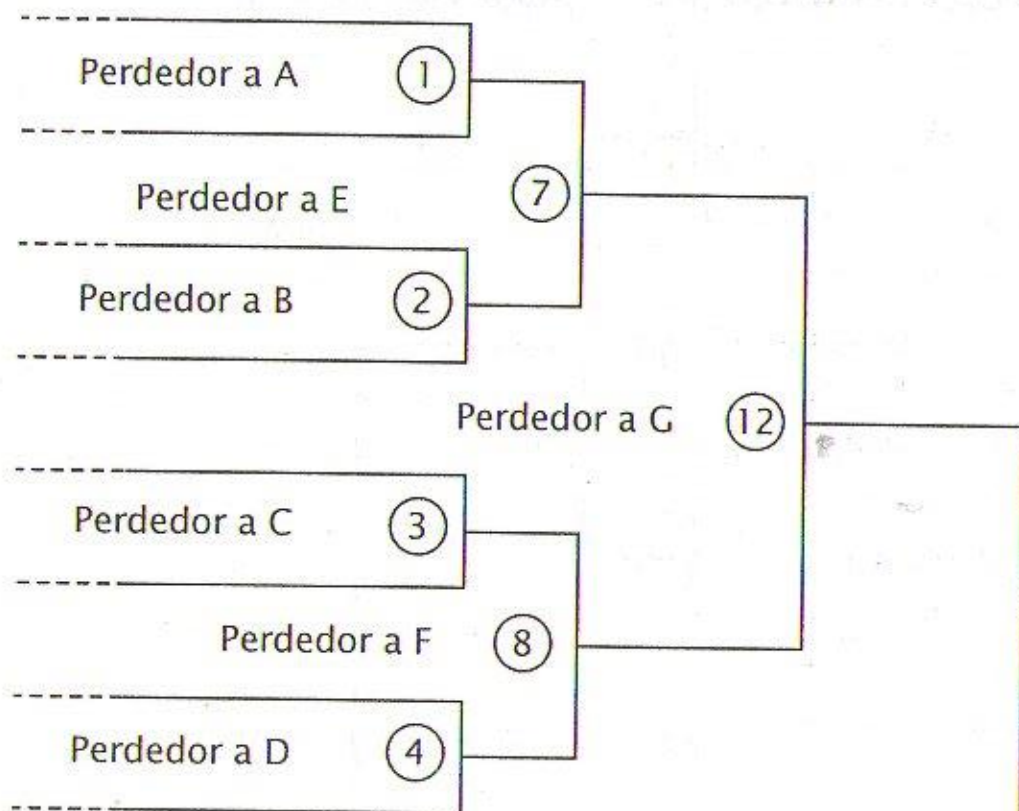 Perdedor a A 1
Perdedor a E 7
Perdedor a B 2
Perdedor a G 12
Perdedor a C 3
Perdedor a F 8
Perdedor a D 4